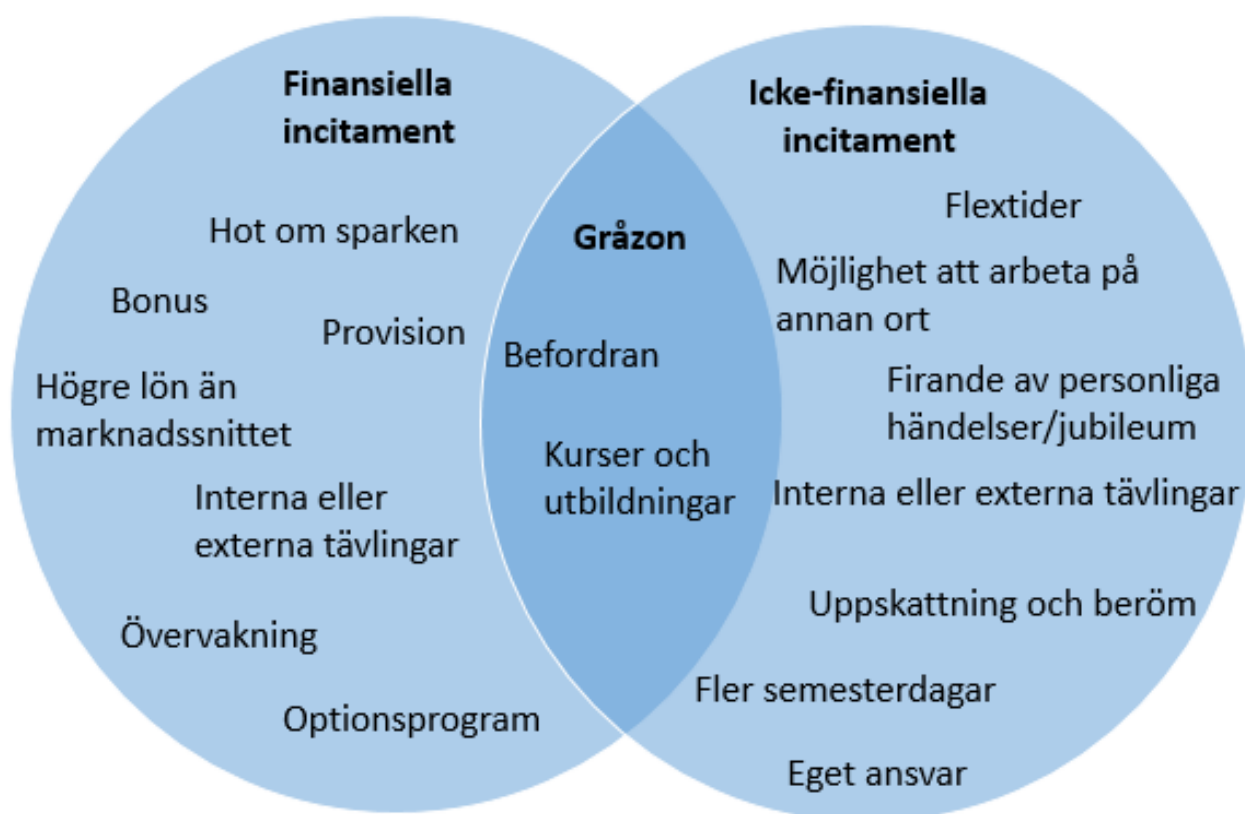 Finansiella
incitament
Hot om sparken
Bonus
Provision
Högre lön än
marknadssnittet
Interna eller
externa tävlingar
Övervakning
Optionsprogram
Gråzon
Befordran
Kurser och
utbildningar
Icke-finansiella
incitament
Flextider
Möjlighet att arbeta på
annan ort
Firande av personliga
händelser/jubileum
Interna eller externa tävlingar
Uppskattning och beröm
Fler semesterdagar
Eget ansvar